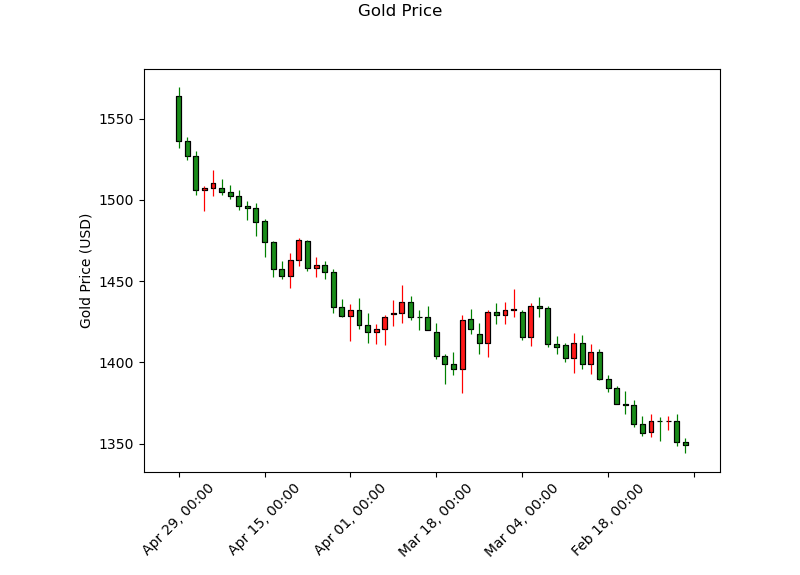 Gold Price
1550
1500
1450
1400
1350
Gold Price (USD)
Apr 29, 00:00
Apr 15, 00:00
Apr 01, 00:00
Mar 18, 00:00
Mar 04, 00:00
Feb 18, 00:00